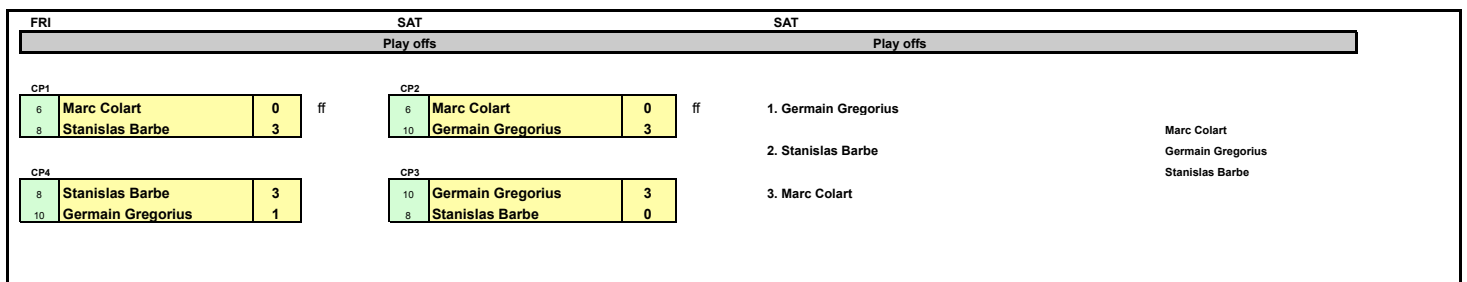 FRI SAT SAT
Play offs Play offs
CP1 CP2
6 Marc Colart 0 ff 6 Marc Colart 0 ff 1. Germain Gregorius
8 Stanislas Barbe 3 10 Germain Gregorius 3 Marc Colart
2. Stanislas Barbe Germain Gregorius
CP4 CP3 Stanislas Barbe
8 Stanislas Barbe 3 10 Germain Gregorius 3 3. Marc Colart
10 Germain Gregorius 1 8 Stanislas Barbe 0